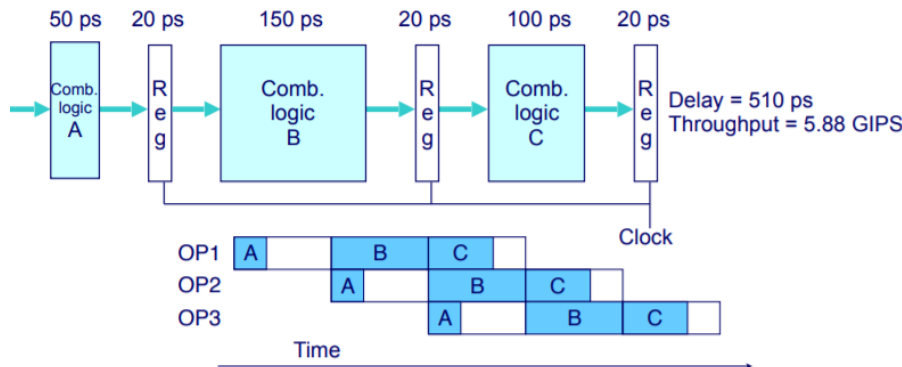 50 ps 20 ps 150 ps 20 ps 100 ps 20 ps
Comb.
logic
A
R
e
g
Comb.
logic
B
R
e
g
Comb.
logic
C
R
e
g
Delay = 510 ps
Throughput = 5.88 GIPS
Clock
OP1 A B C
OP2 A B C
OP3 A B C
Time